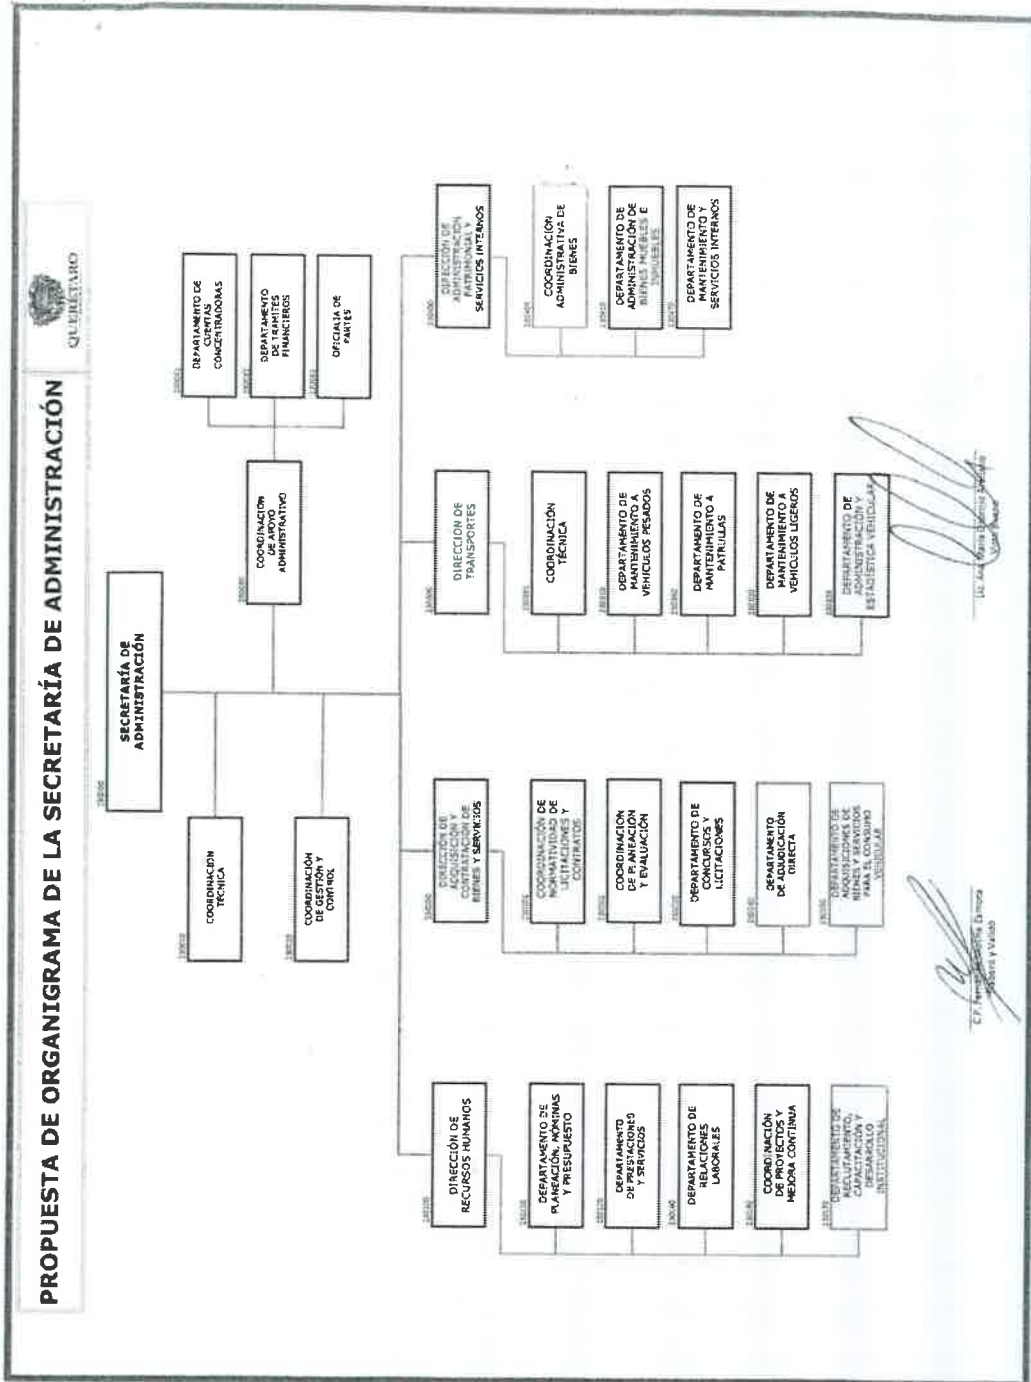 PROPUESTA DE ORGANIGRAMA DE LA SECRETARÍA DE ADMINISTRACIÓN
QUERÉTARO
SECRETARÍA DE
ADMINISTRACIÓN
COORDINACIÓN
TÉCNICA
COORDINACIÓN
DE GESTIÓN Y
CONTROL
COORDINACIÓN
DE APOYO
ADMINISTRATIVO
DEPARTAMENTO DE
CUENTAS
CONCENTRADORAS
DEPARTAMENTO
DE TRÁMITES
FINANCIEROS
OFICIALIA DE
PARTES
DIRECCIÓN DE
RECURSOS HUMANOS
DEPARTAMENTO DE
PLANEACIÓN, NÓMINAS
Y PRESUPUESTO
DEPARTAMENTO
DE PRESTACIONES
Y SERVICIOS
DEPARTAMENTO DE
RELACIONES
LABORALES
COORDINACIÓN
DE PROYECTOS Y
MEJORA CONTINUA
DEPARTAMENTO DE
RECLUTAMIENTO,
CAPACITACIÓN Y
DESARROLLO
INSTITUCIONAL
DIRECCIÓN DE
ADQUISICIÓN Y
CONTRATACIÓN DE
BIENES Y SERVICIOS
COORDINACIÓN DE
NORMATIVIDAD DE
LICITACIONES Y
CONTRATOS
COORDINACION
DE PLANEACIÓN
Y EVALUACIÓN
DEPARTAMENTO DE
CONCURSOS Y
LICITACIONES
DEPARTAMENTO
DE ADJUDICACIÓN
DIRECTA
DEPARTAMENTO DE
ADQUISICIONES DE
BIENES Y SERVICIOS
PARA EL CONSUMO
VEHICULAR
DIRECCIÓN DE
TRANSPORTES
COORDINACIÓN
TÉCNICA
DEPARTAMENTO DE
MANTENIMIENTO A
VEHÍCULOS PESADOS
DEPARTAMENTO DE
MANTENIMIENTO A
PATRULLAS
DEPARTAMENTO DE
MANTENIMIENTO A
VEHÍCULOS LIGEROS
DEPARTAMENTO DE
ADMINISTRACIÓN Y
ESTADÍSTICA VEHICULAR
DIRECCIÓN DE
ADMINISTRACIÓN
PATRIMONIAL Y
SERVICIOS INTERNOS
COORDINACIÓN
ADMINISTRATIVA DE
BIENES
DEPARTAMENTO DE
ADMINISTRACIÓN DE
BIENES MUEBLES E
INMUEBLES
DEPARTAMENTO DE
MANTENIMIENTO Y
SERVICIOS INTERNOS
C.P.
y Validó
Lic. Ana María